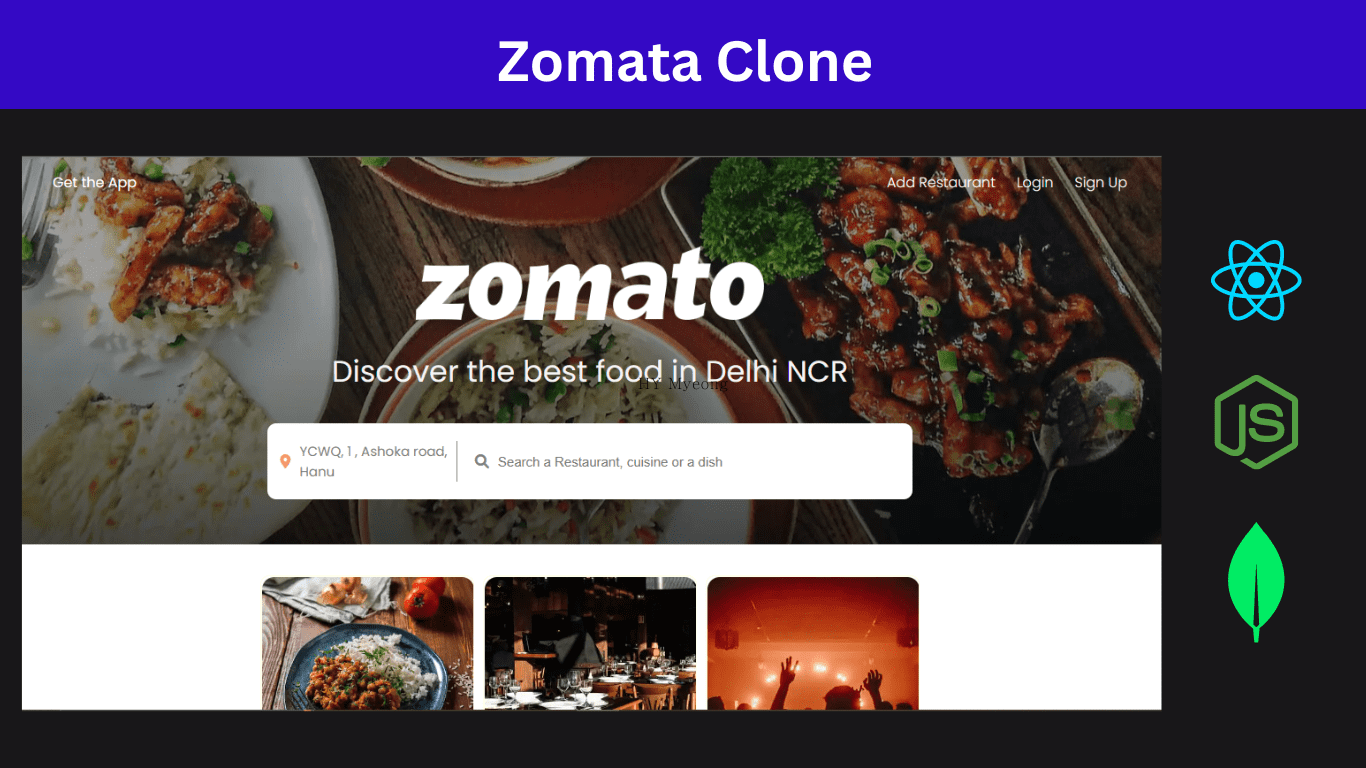 Zomata Clone
Get the App
Add Restaurant Login Sign Up
zomato
Discover the best food in Delhi NCR
HY Myeong
YCWQ, 1 , Ashoka road,
Hanu
Search a Restaurant, cuisine or a dish
JS